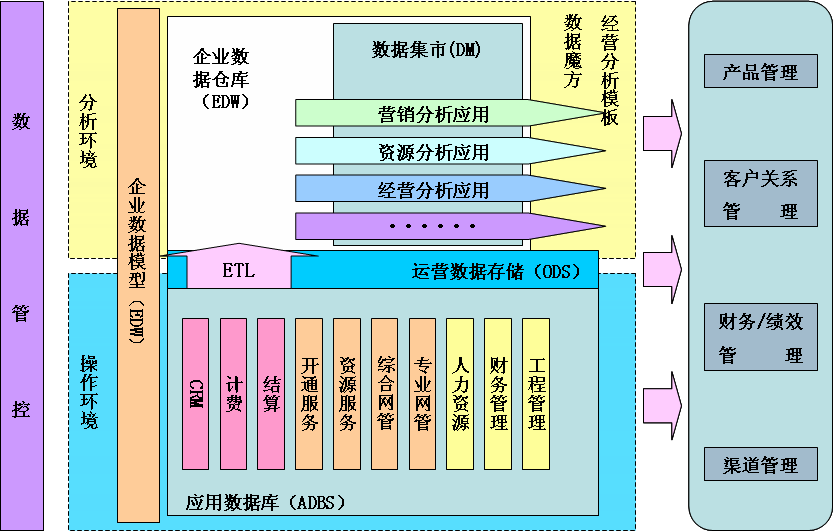 数据管控
分析环境
操作环境
企业数据模型（EDW）
企业数
据仓库
（EDW）
数据集市(DM)
数据魔方
经营分析模板
营销分析应用
资源分析应用
经营分析应用
······
ETL
运营数据存储（ODS）
CRM
计费
结算
开通服务
资源服务
综合网管
专业网管
人力资源
财务管理
工程管理
应用数据库（ADBS）
产品管理
客户关系
管 理
财务/绩效
管 理
渠道管理